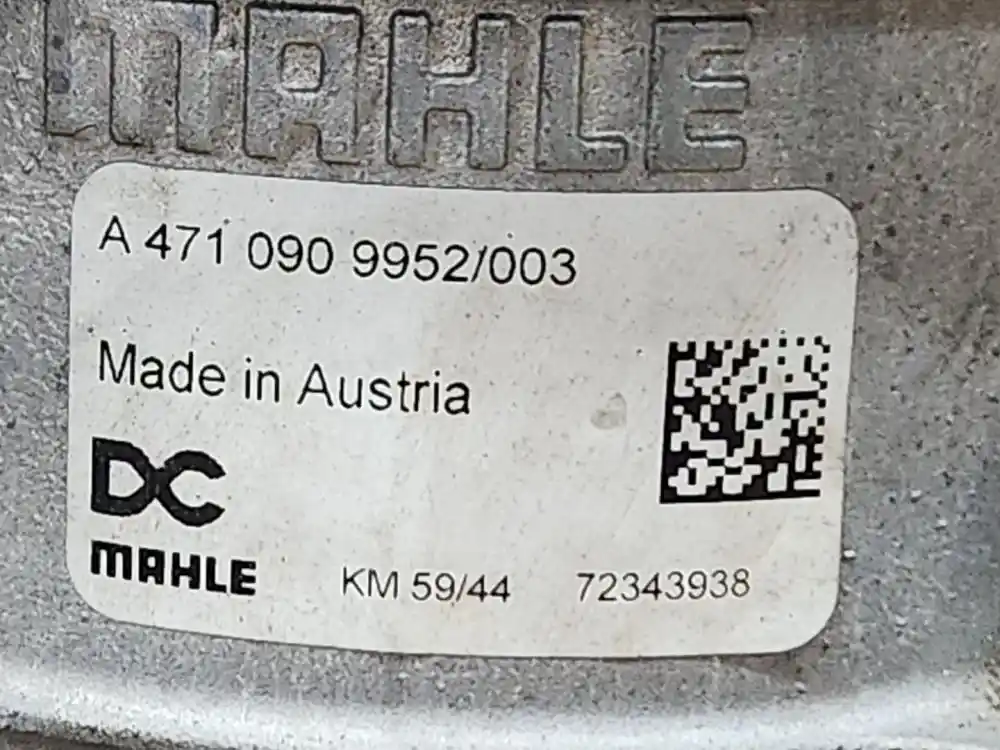 MAHLE
A 471 090 9952/003
Made in Austria
DC
MAHLE KM 59/44 72343938